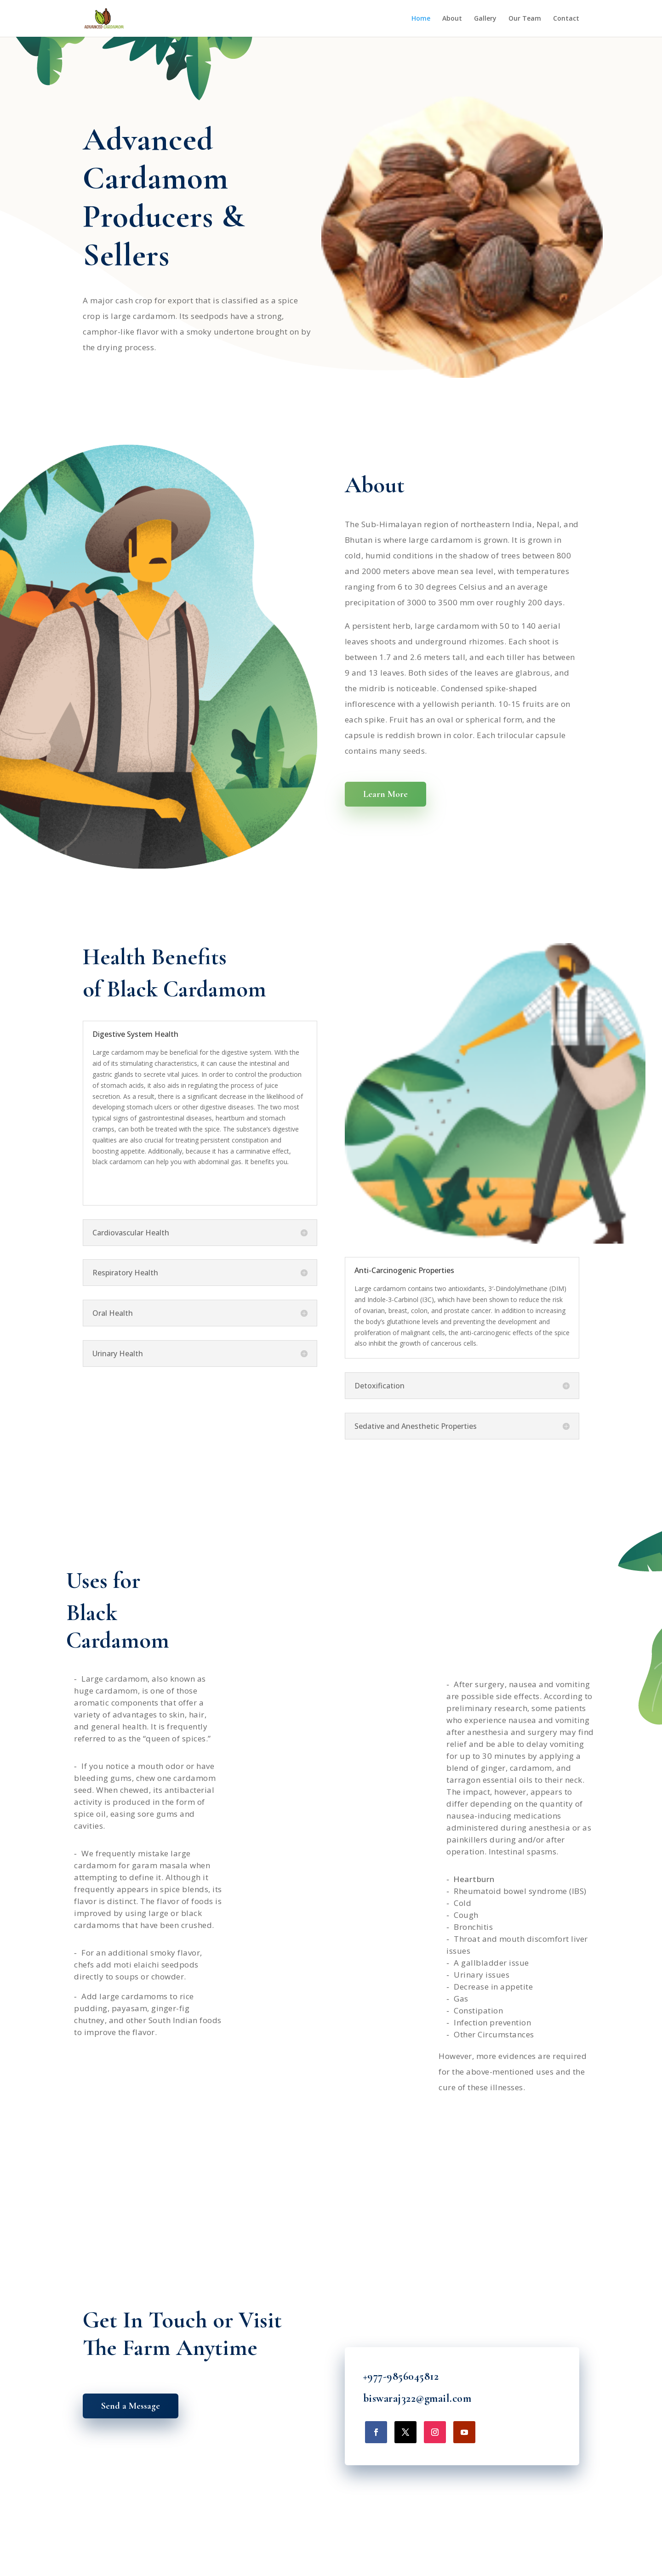 ADVANCED CARDAMOM
Home
About
Gallery
Our Team
Contact
Advanced
Cardamom
Producers &
Sellers
A major cash crop for export that is classified as a spice
crop is large cardamom. Its seedpods have a strong,
camphor-like flavor with a smoky undertone brought on by
the drying process.
About
The Sub-Himalayan region of northeastern India, Nepal, and
Bhutan is where large cardamom is grown. It is grown in
cold, humid conditions in the shadow of trees between 800
and 2000 meters above mean sea level, with temperatures
ranging from 6 to 30 degrees Celsius and an average
precipitation of 3000 to 3500 mm over roughly 200 days.
A persistent herb, large cardamom with 50 to 140 aerial
leaves shoots and underground rhizomes. Each shoot is
between 1.7 and 2.6 meters tall, and each tiller has between
9 and 13 leaves. Both sides of the leaves are glabrous, and
the midrib is noticeable. Condensed spike-shaped
inflorescence with a yellowish perianth. 10-15 fruits are on
each spike. Fruit has an oval or spherical form, and the
capsule is reddish brown in color. Each trilocular capsule
contains many seeds.
Learn More
Health Benefits
of Black Cardamom
Digestive System Health
Large cardamom may be beneficial for the digestive system. With the
aid of its stimulating characteristics, it can cause the intestinal and
gastric glands to secrete vital juices. In order to control the production
of stomach acids, it also aids in regulating the process of juice
secretion. As a result, there is a significant decrease in the likelihood of
developing stomach ulcers or other digestive diseases. The two most
typical signs of gastrointestinal diseases, heartburn and stomach
cramps, can both be treated with the spice. The substance's digestive
qualities are also crucial for treating persistent constipation and
boosting appetite. Additionally, because it has a carminative effect,
black cardamom can help you with abdominal gas. It benefits you.
Cardiovascular Health
Respiratory Health
Oral Health
Urinary Health
Anti-Carcinogenic Properties
Large cardamom contains two antioxidants, 3′-Diindolylmethane (DIM)
and Indole-3-Carbinol (I3C), which have been shown to reduce the risk
of ovarian, breast, colon, and prostate cancer. In addition to increasing
the body's glutathione levels and preventing the development and
proliferation of malignant cells, the anti-carcinogenic effects of the spice
also inhibit the growth of cancerous cells.
Detoxification
Sedative and Anesthetic Properties
Uses for
Black
Cardamom
- Large cardamom, also known as
huge cardamom, is one of those
aromatic components that offer a
variety of advantages to skin, hair,
and general health. It is frequently
referred to as the “queen of spices.”
- If you notice a mouth odor or have
bleeding gums, chew one cardamom
seed. When chewed, its antibacterial
activity is produced in the form of
spice oil, easing sore gums and
cavities.
- We frequently mistake large
cardamom for garam masala when
attempting to define it. Although it
frequently appears in spice blends, its
flavor is distinct. The flavor of foods is
improved by using large or black
cardamoms that have been crushed.
- For an additional smoky flavor,
chefs add moti elaichi seedpods
directly to soups or chowder.
- Add large cardamoms to rice
pudding, payasam, ginger-fig
chutney, and other South Indian foods
to improve the flavor.
- After surgery, nausea and vomiting
are possible side effects. According to
preliminary research, some patients
who experience nausea and vomiting
after anesthesia and surgery may find
relief and be able to delay vomiting
for up to 30 minutes by applying a
blend of ginger, cardamom, and
tarragon essential oils to their neck.
The impact, however, appears to
differ depending on the quantity of
nausea-inducing medications
administered during anesthesia or as
painkillers during and/or after
operation. Intestinal spasms.
- Heartburn
- Rheumatoid bowel syndrome (IBS)
- Cold
- Cough
- Bronchitis
- Throat and mouth discomfort liver
issues
- A gallbladder issue
- Urinary issues
- Decrease in appetite
- Gas
- Constipation
- Infection prevention
- Other Circumstances
However, more evidences are required
for the above-mentioned uses and the
cure of these illnesses.
Get In Touch or Visit
The Farm Anytime
Send a Message
+977-9856045812
biswaraj322@gmail.com